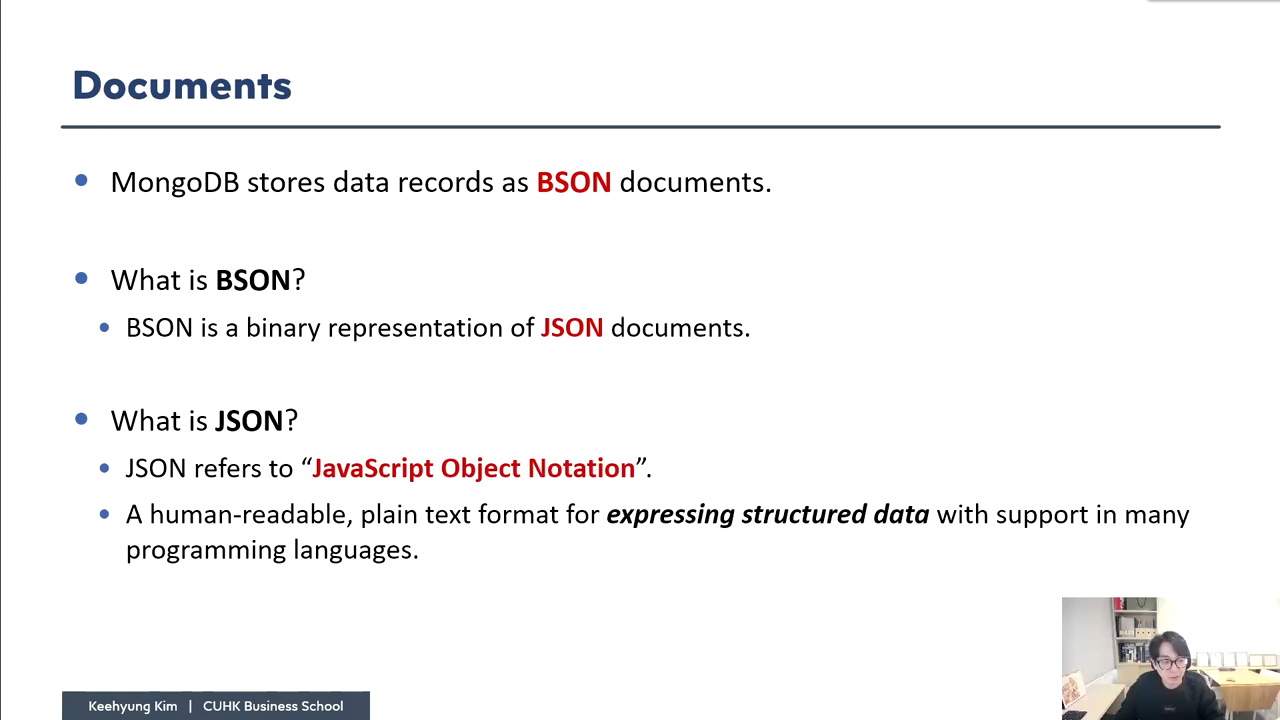 Documents
MongoDB stores data records as BSON documents.
What is BSON?
BSON is a binary representation of JSON documents.
What is JSON?
JSON refers to “JavaScript Object Notation”.
A human-readable, plain text format for expressing structured data with support in many
programming languages.
Keehyung Kim | CUHK Business School